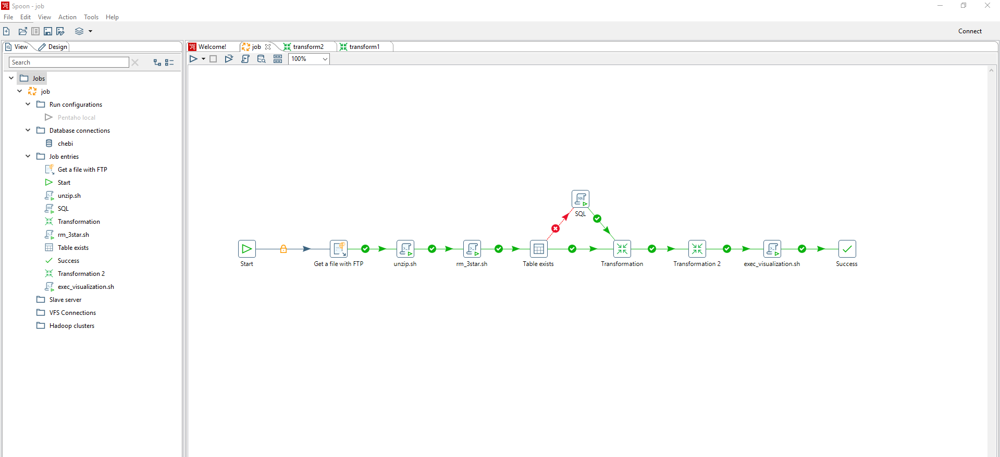 Spoon - job
File Edit View Action Tools Help
Connect
View Design
Welcome! job transform2 transform1
Search
100%
Jobs
job
Run configurations
Pentaho local
Database connections
chebi
Job entries
Get a file with FTP
Start
unzip.sh
SQL
Transformation
rm_3star.sh
Table exists
Success
Transformation 2
exec_visualization.sh
Slave server
VFS Connections
Hadoop clusters
SQL
SQL
Start Get a file with FTP unzip.sh rm_3star.sh Table exists Transformation Transformation 2 exec_visualization.sh Success